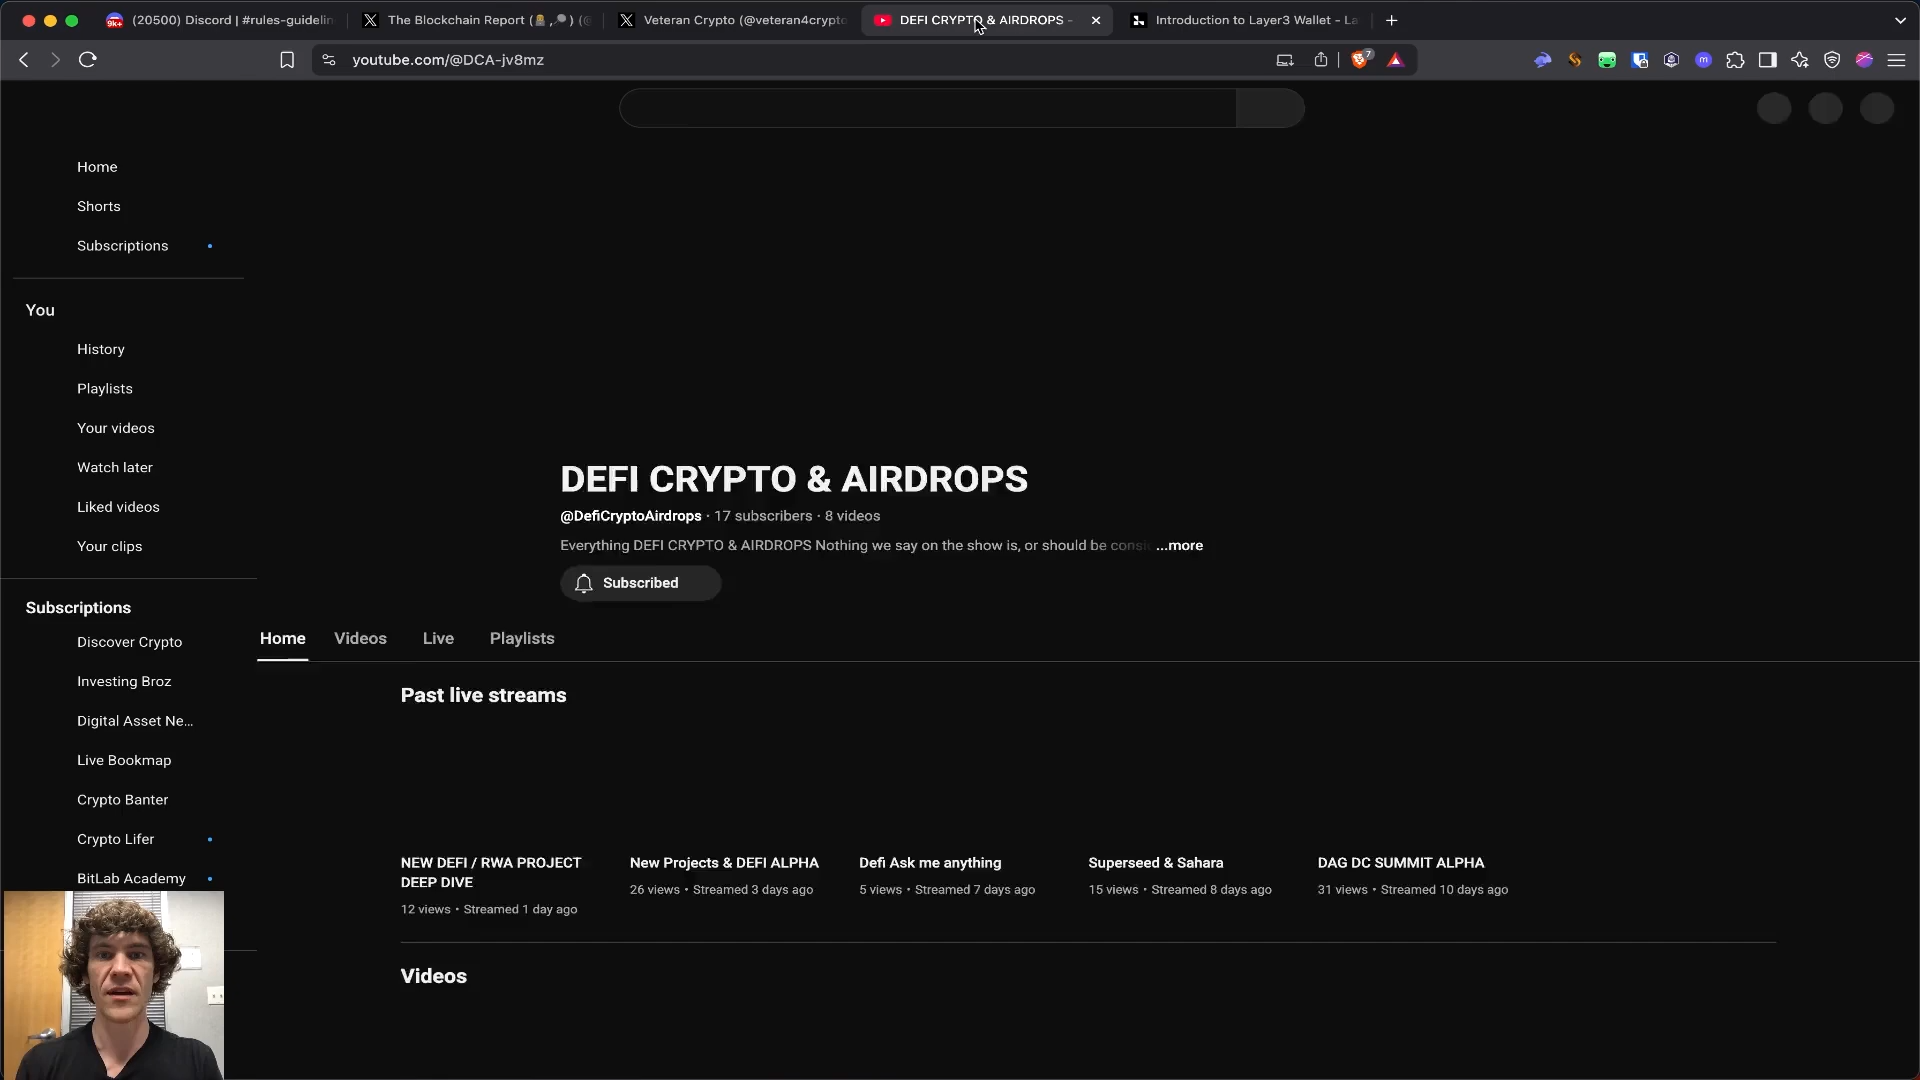 (20500) Discord | #rules-guidelin
The Blockchain Report
Veteran Crypto (@veteran4crypto
DEFI CRYPTO & AIRDROPS -
Introduction to Layer3 Wallet - La
youtube.com/@DCA-jv8mz
Home
Shorts
Subscriptions
You
History
Playlists
Your videos
Watch later
Liked videos
Your clips
Subscriptions
Discover Crypto
Investing Broz
Digital Asset Ne...
Live Bookmap
Crypto Banter
Crypto Lifer
BitLab Academy
DEFI CRYPTO & AIRDROPS
@DefiCryptoAirdrops · 17 subscribers · 8 videos
Everything DEFI CRYPTO & AIRDROPS Nothing we say on the show is, or should be consi ...more
Subscribed
Home Videos Live Playlists
Past live streams
NEW DEFI / RWA PROJECT
DEEP DIVE
12 views • Streamed 1 day ago
New Projects & DEFI ALPHA
26 views • Streamed 3 days ago
Defi Ask me anything
5 views • Streamed 7 days ago
Superseed & Sahara
15 views • Streamed 8 days ago
DAG DC SUMMIT ALPHA
31 views • Streamed 10 days ago
Videos